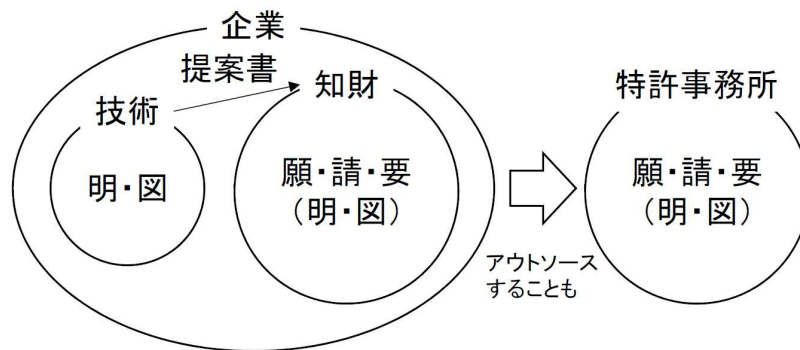 企業
提案書
技術
知財
特許事務所
明・図
願・請・要
（明・図）
願・請・要
（明・図）
アウトソース
することも